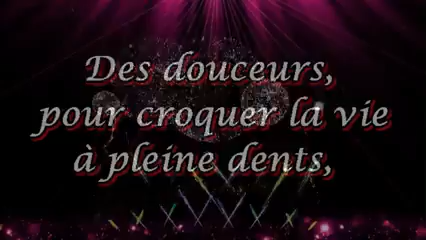 Des douceurs,
pour croquer la vie
à pleine dents,